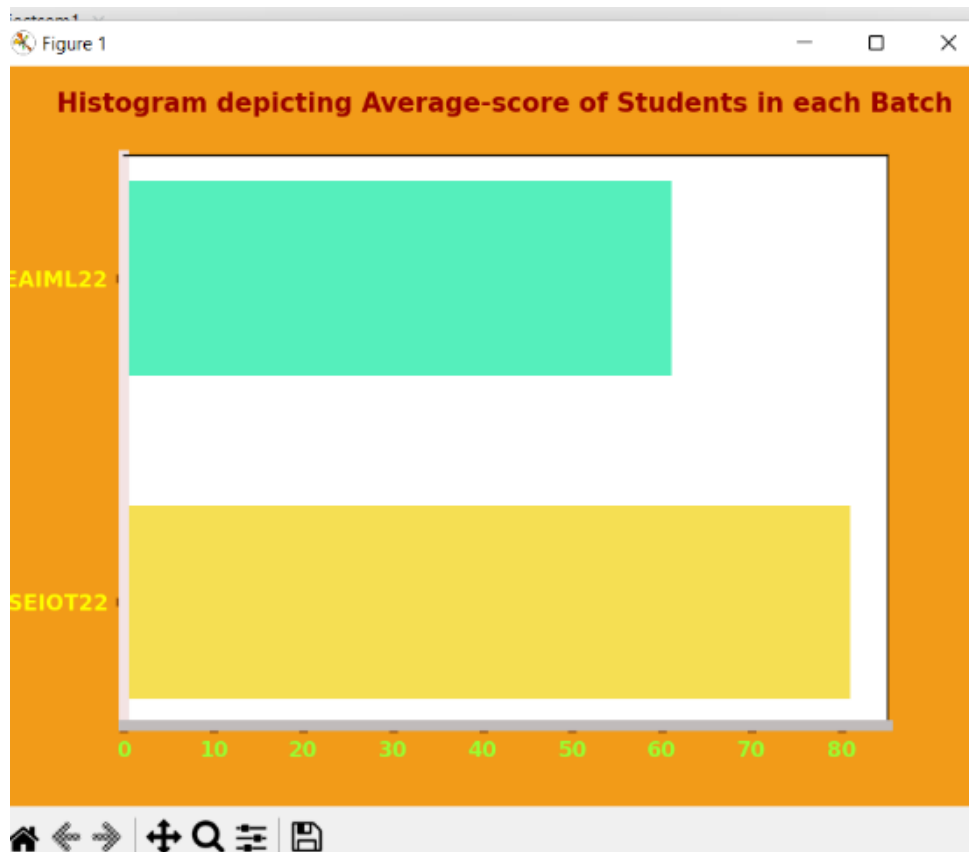 Figure 1
Histogram depicting Average-score of Students in each Batch
EAIML22
SEIOT22
0 10 20 30 40 50 60 70 80